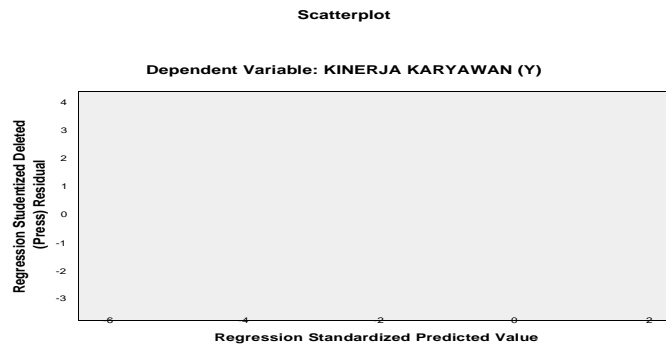 Scatterplot
Dependent Variable: KINERJA KARYAWAN (Y)
Regression Studentized Deleted
(Press) Residual
4
3
2
1
0
-1
-2
-3
-6
-4
-2
0
2
Regression Standardized Predicted Value